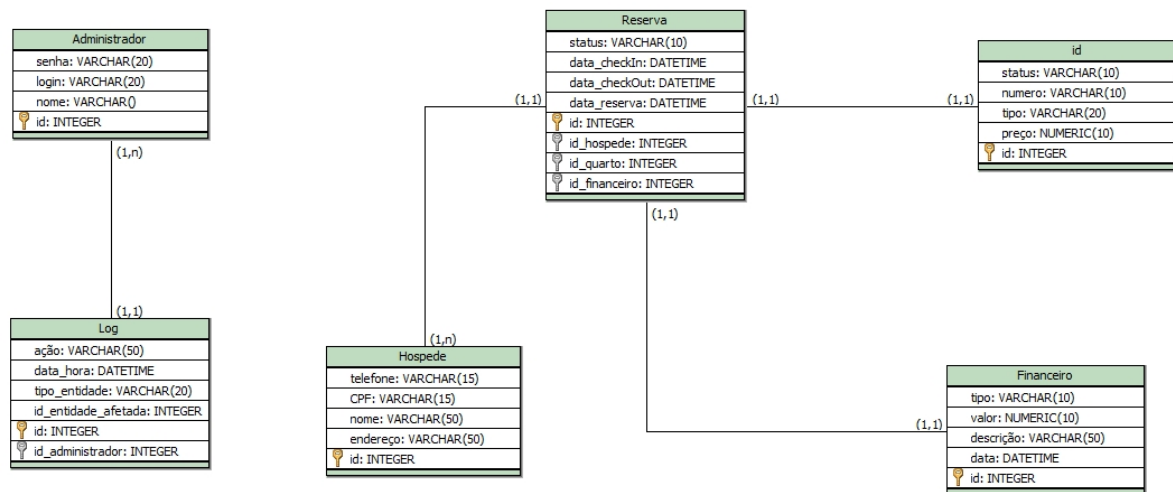 Administrador
senha: VARCHAR(20)
login: VARCHAR(20)
nome: VARCHAR()
id: INTEGER
(1,n)
(1,1)
Log
ação: VARCHAR(50)
data_hora: DATETIME
tipo_entidade: VARCHAR(20)
id_entidade_afetada: INTEGER
id: INTEGER
id_administrador: INTEGER
Reserva
status: VARCHAR(10)
data_checkIn: DATETIME
data_checkOut: DATETIME
data_reserva: DATETIME
id: INTEGER
id_hospede: INTEGER
id_quarto: INTEGER
id_financeiro: INTEGER
(1,1)
(1,1)
(1,1)
(1,1)
id
status: VARCHAR(10)
numero: VARCHAR(10)
tipo: VARCHAR(20)
preço: NUMERIC(10)
id: INTEGER
(1,n)
Hospede
telefone: VARCHAR(15)
CPF: VARCHAR(15)
nome: VARCHAR(50)
endereço: VARCHAR(50)
id: INTEGER
(1,1)
Financeiro
tipo: VARCHAR(10)
valor: NUMERIC(10)
descrição: VARCHAR(50)
data: DATETIME
id: INTEGER